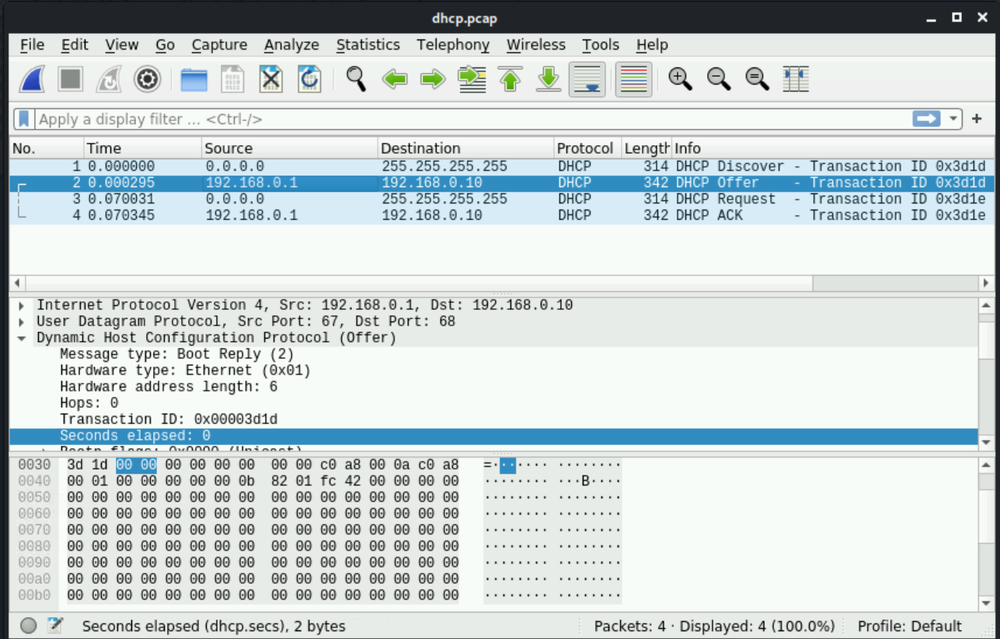 dhcp.pcap
File Edit View Go Capture Analyze Statistics Telephony Wireless Tools Help
Apply a display filter ... <Ctrl-/>
No. Time Source Destination Protocol Length Info
1 0.000000 0.0.0.0 255.255.255.255 DHCP 314 DHCP Discover - Transaction ID 0x3d1d
2 0.000295 192.168.0.1 192.168.0.10 DHCP 342 DHCP Offer - Transaction ID 0x3d1d
3 0.070031 0.0.0.0 255.255.255.255 DHCP 314 DHCP Request - Transaction ID 0x3d1e
4 0.070345 192.168.0.1 192.168.0.10 DHCP 342 DHCP ACK - Transaction ID 0x3d1e
Internet Protocol Version 4, Src: 192.168.0.1, Dst: 192.168.0.10
User Datagram Protocol, Src Port: 67, Dst Port: 68
Dynamic Host Configuration Protocol (Offer)
Message type: Boot Reply (2)
Hardware type: Ethernet (0x01)
Hardware address length: 6
Hops: 0
Transaction ID: 0x00003d1d
Seconds elapsed: 0
Bootp flags: 0x0000 (Unicast)
0030 3d 1d 00 00 00 00 00 00 00 00 c0 a8 00 0a c0 a8 =······· ········
0040 00 01 00 00 00 00 00 0b 82 01 fc 42 00 00 00 00 ········ ···B····
0050 00 00 00 00 00 00 00 00 00 00 00 00 00 00 00 00 ········ ········
0060 00 00 00 00 00 00 00 00 00 00 00 00 00 00 00 00 ········ ········
0070 00 00 00 00 00 00 00 00 00 00 00 00 00 00 00 00 ········ ········
0080 00 00 00 00 00 00 00 00 00 00 00 00 00 00 00 00 ········ ········
0090 00 00 00 00 00 00 00 00 00 00 00 00 00 00 00 00 ········ ········
00a0 00 00 00 00 00 00 00 00 00 00 00 00 00 00 00 00 ········ ········
00b0 00 00 00 00 00 00 00 00 00 00 00 00 00 00 00 00 ········ ········
Seconds elapsed (dhcp.secs), 2 bytes Packets: 4 · Displayed: 4 (100.0%) Profile: Default